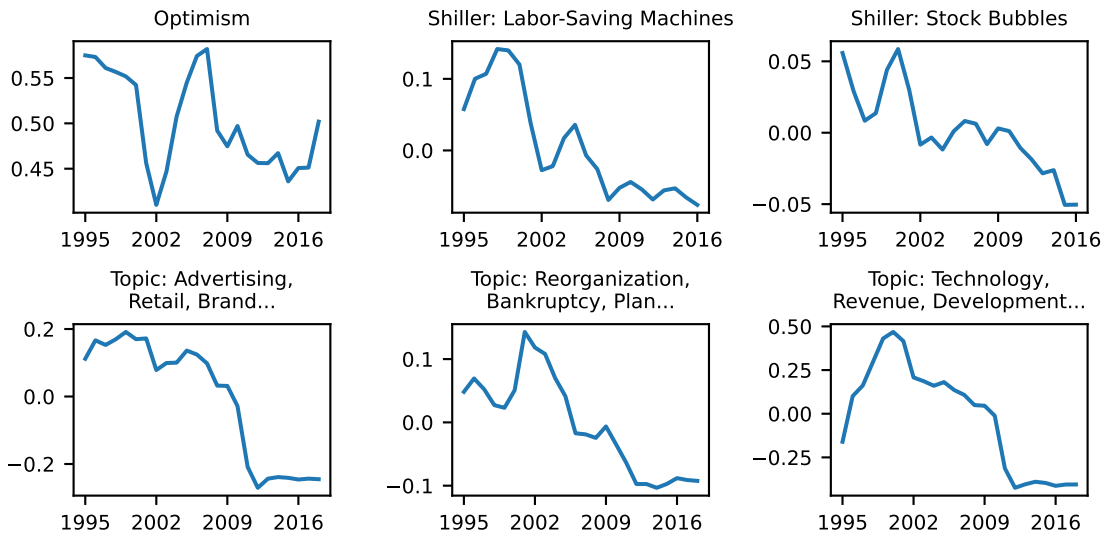 Optimism
0.55
0.50
0.45
1995 2002 2009 2016
Shiller: Labor-Saving Machines
0.1
0.0
1995 2002 2009 2016
Shiller: Stock Bubbles
0.05
0.00
−0.05
1995 2002 2009 2016
Topic: Advertising,
Retail, Brand...
0.2
0.0
−0.2
1995 2002 2009 2016
Topic: Reorganization,
Bankruptcy, Plan...
0.1
0.0
−0.1
1995 2002 2009 2016
Topic: Technology,
Revenue, Development...
0.50
0.25
0.00
−0.25
1995 2002 2009 2016